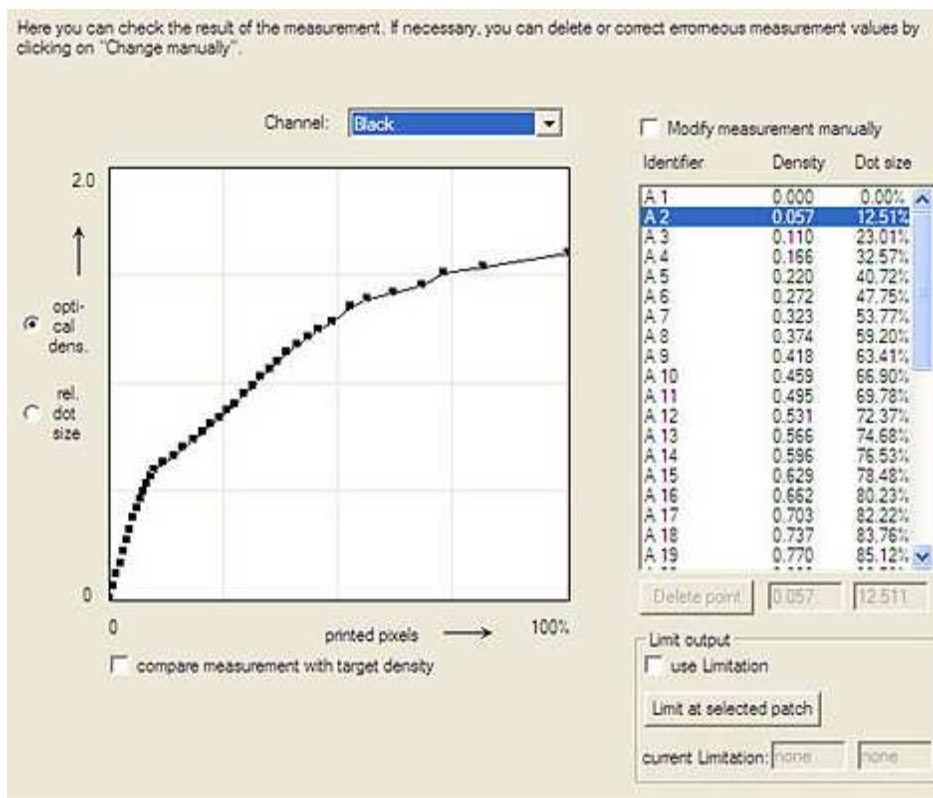 Here you can check the result of the measurement. If necessary, you can delete or correct erromeous measurement values by
clicking on "Change manually".
Channel: Black
Modify measurement manually
Identifier Density Dot size
A 1 0.000 0.00%
A 2 0.057 12.51%
A 3 0.110 23.01%
A 4 0.166 32.57%
A 5 0.220 40.72%
A 6 0.272 47.75%
A 7 0.323 53.77%
A 8 0.374 59.20%
A 9 0.418 63.41%
A 10 0.459 66.90%
A 11 0.495 69.78%
A 12 0.531 72.37%
A 13 0.566 74.68%
A 14 0.596 76.53%
A 15 0.629 78.48%
A 16 0.662 80.23%
A 17 0.703 82.22%
A 18 0.737 83.76%
A 19 0.770 85.12%
2.0
opti-
cal
dens.
rel.
dot
size
0
0 printed pixels 100%
compare measurement with target density
Delete point 0.057 12.511
Limit output
use Limitation
Limit at selected patch
current Limitation: none none